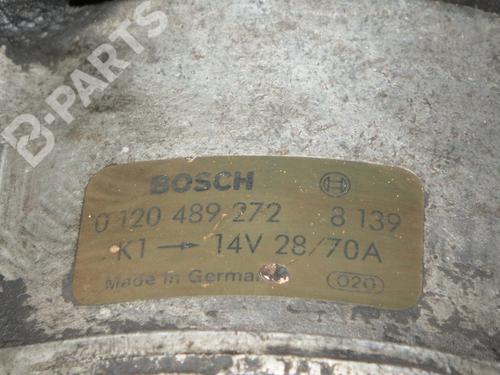 B-PARTS
BOSCH
0 120 489 272 8 139
K1 → 14V 28/70A
Made in Germany 020